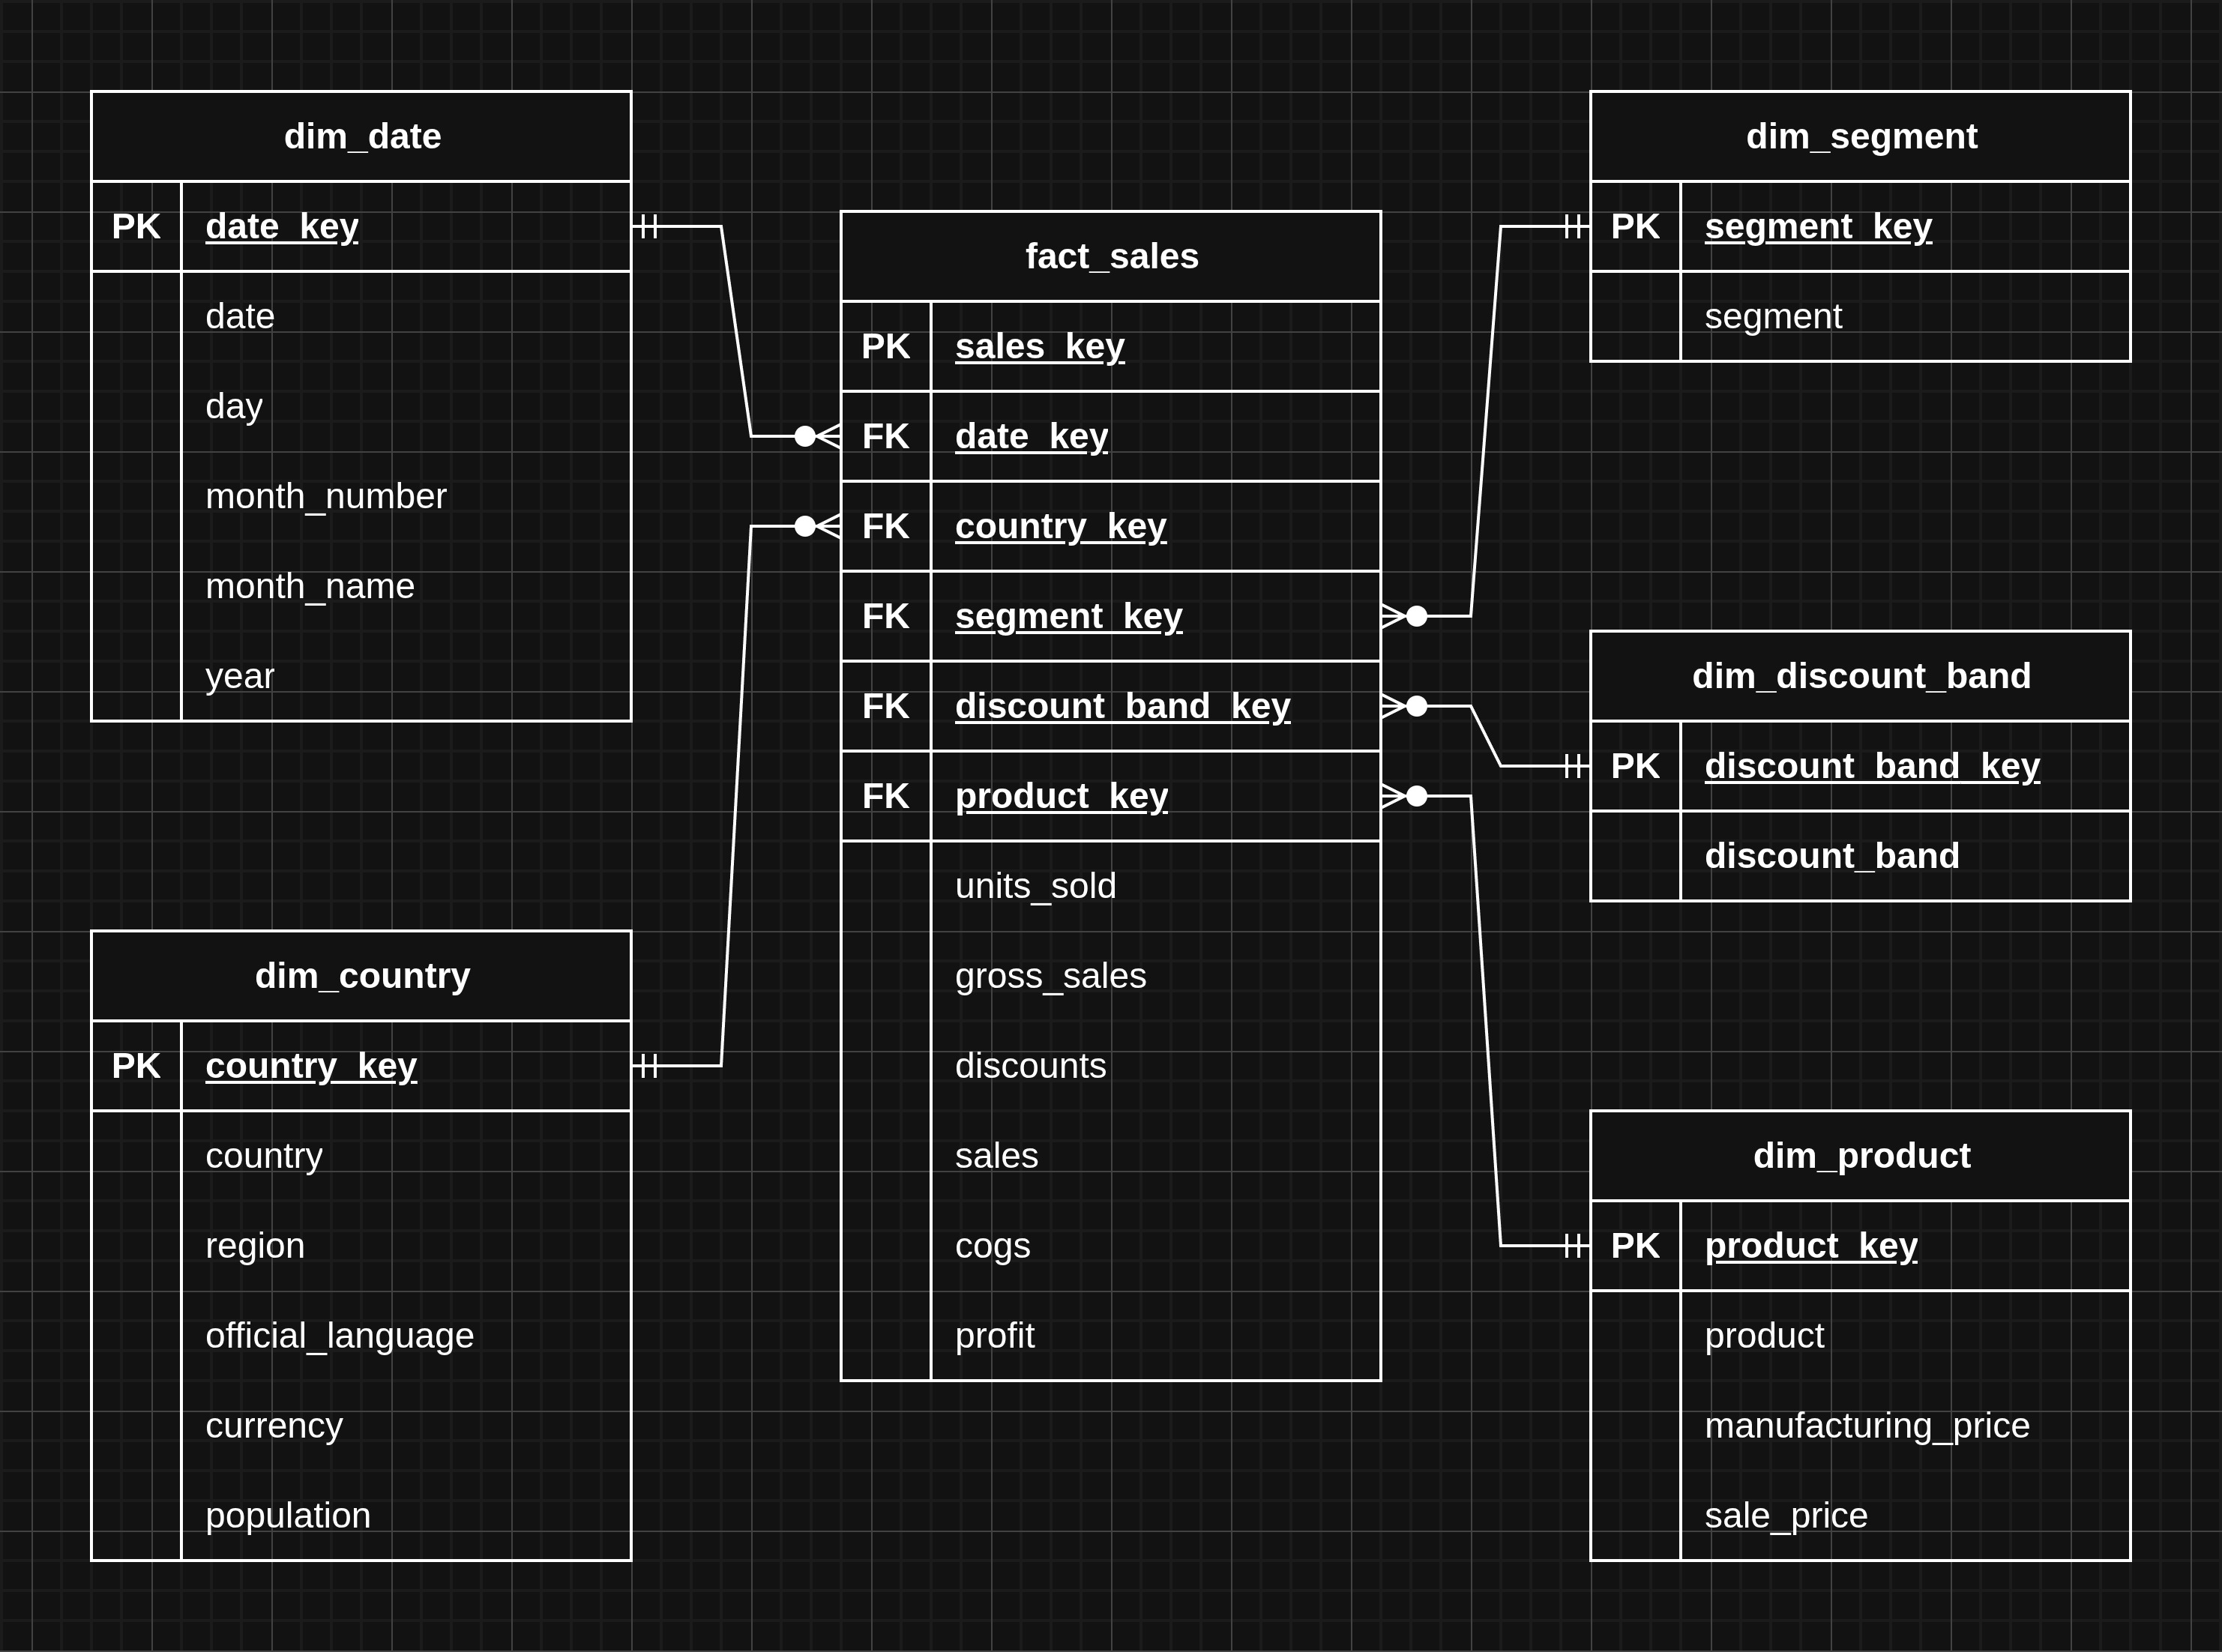 dim_date
PK date_key
date
day
month_number
month_name
year
dim_country
PK country_key
country
region
official_language
currency
population
fact_sales
PK sales_key
FK date_key
FK country_key
FK segment_key
FK discount_band_key
FK product_key
units_sold
gross_sales
discounts
sales
cogs
profit
dim_segment
PK segment_key
segment
dim_discount_band
PK discount_band_key
discount_band
dim_product
PK product_key
product
manufacturing_price
sale_price